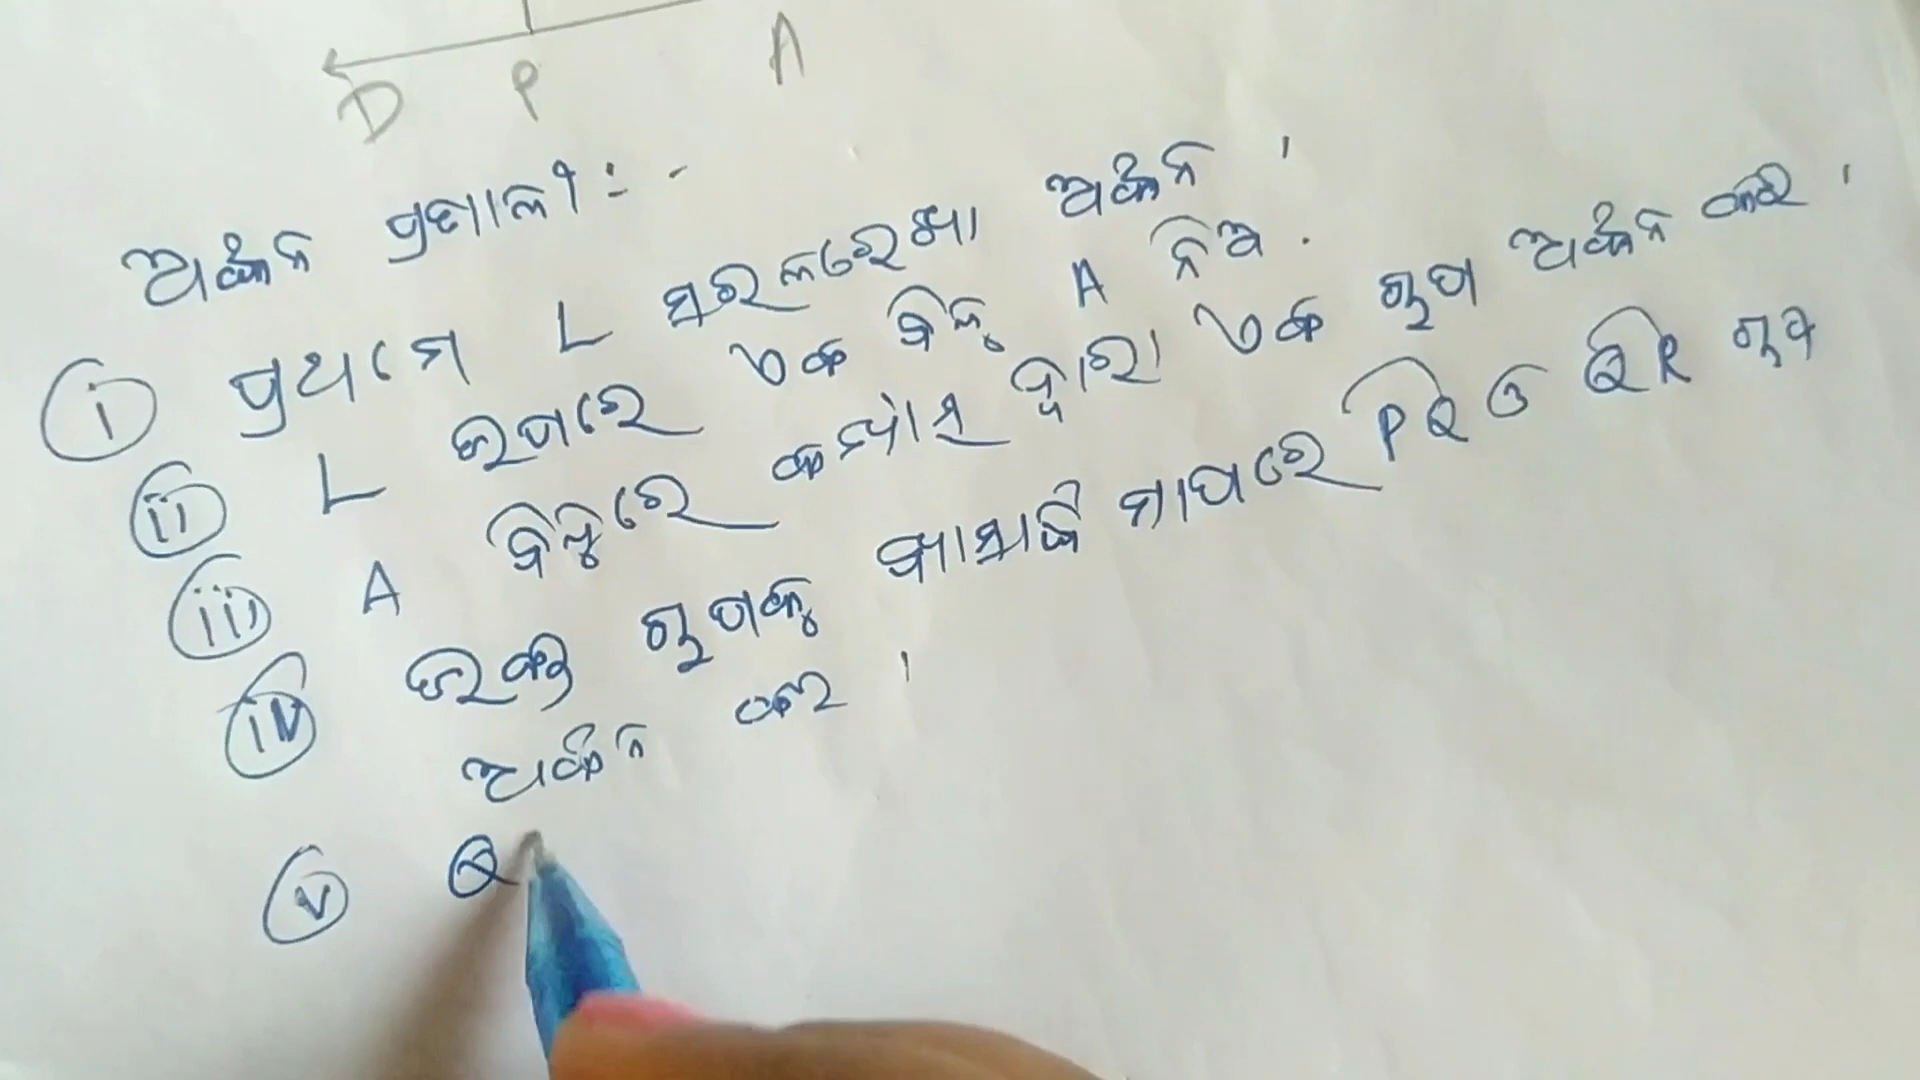 D P A
ଅଙ୍କନ ପ୍ରଣାଳୀ :-
(i) ପ୍ରଥମେ L ସରଳରେଖା ଅଙ୍କନ ।
(ii) L ଉପରେ ଏକ ବିନ୍ଦୁ A ନିଅ .
(iii) A ବିନ୍ଦୁରେ କମ୍ପାସ ଦ୍ୱାରା ଏକ ଚାପ ଅଙ୍କନ କର ।
(iv) ଉକ୍ତ ଚାପକୁ ମାପରେ PQ ଓ QR ଚାପ
ଅଙ୍କନ କର ।
(v) Q